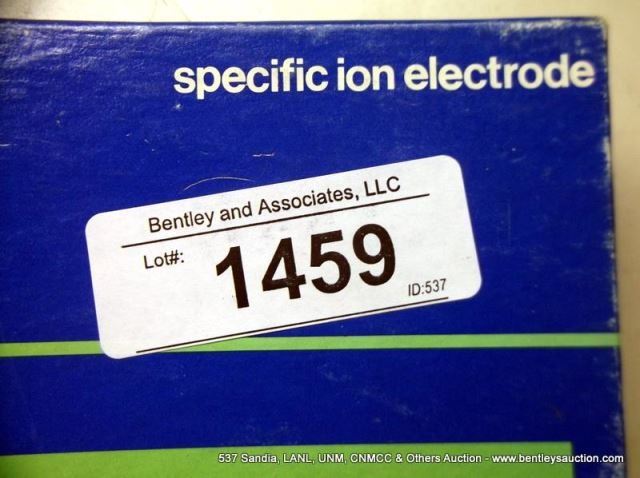 specific ion electrode
Bentley and Associates, LLC
Lot#:
1459
ID:537
537 Sandia, LANL, UNM, CNMCC & Others Auction - www.bentleysauction.com